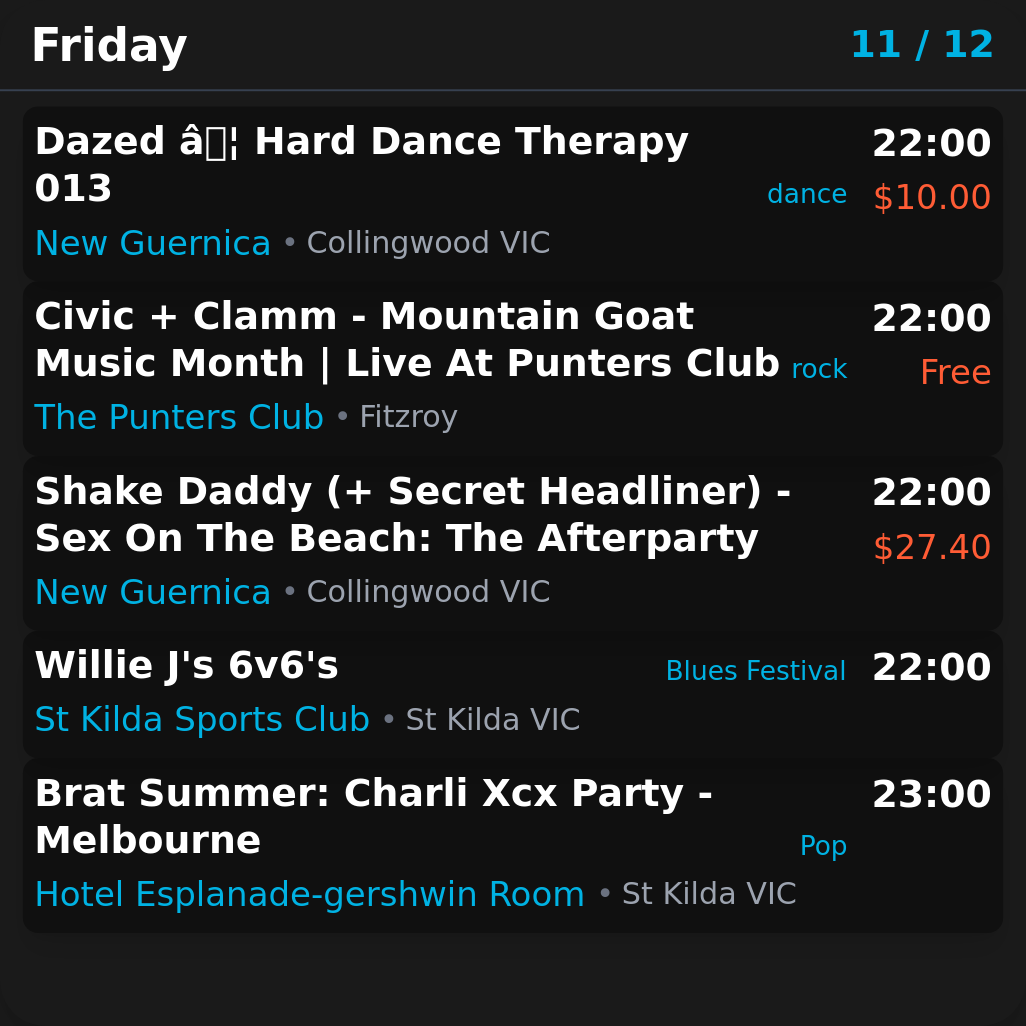 Friday
11 / 12
Dazed â▯¦ Hard Dance Therapy
013
dance
22:00
$10.00
New Guernica • Collingwood VIC
Civic + Clamm - Mountain Goat
Music Month | Live At Punters Club
rock
22:00
Free
The Punters Club • Fitzroy
Shake Daddy (+ Secret Headliner) -
Sex On The Beach: The Afterparty
22:00
$27.40
New Guernica • Collingwood VIC
Willie J's 6v6's
Blues Festival
22:00
St Kilda Sports Club • St Kilda VIC
Brat Summer: Charli Xcx Party -
Melbourne
Pop
23:00
Hotel Esplanade-gershwin Room • St Kilda VIC